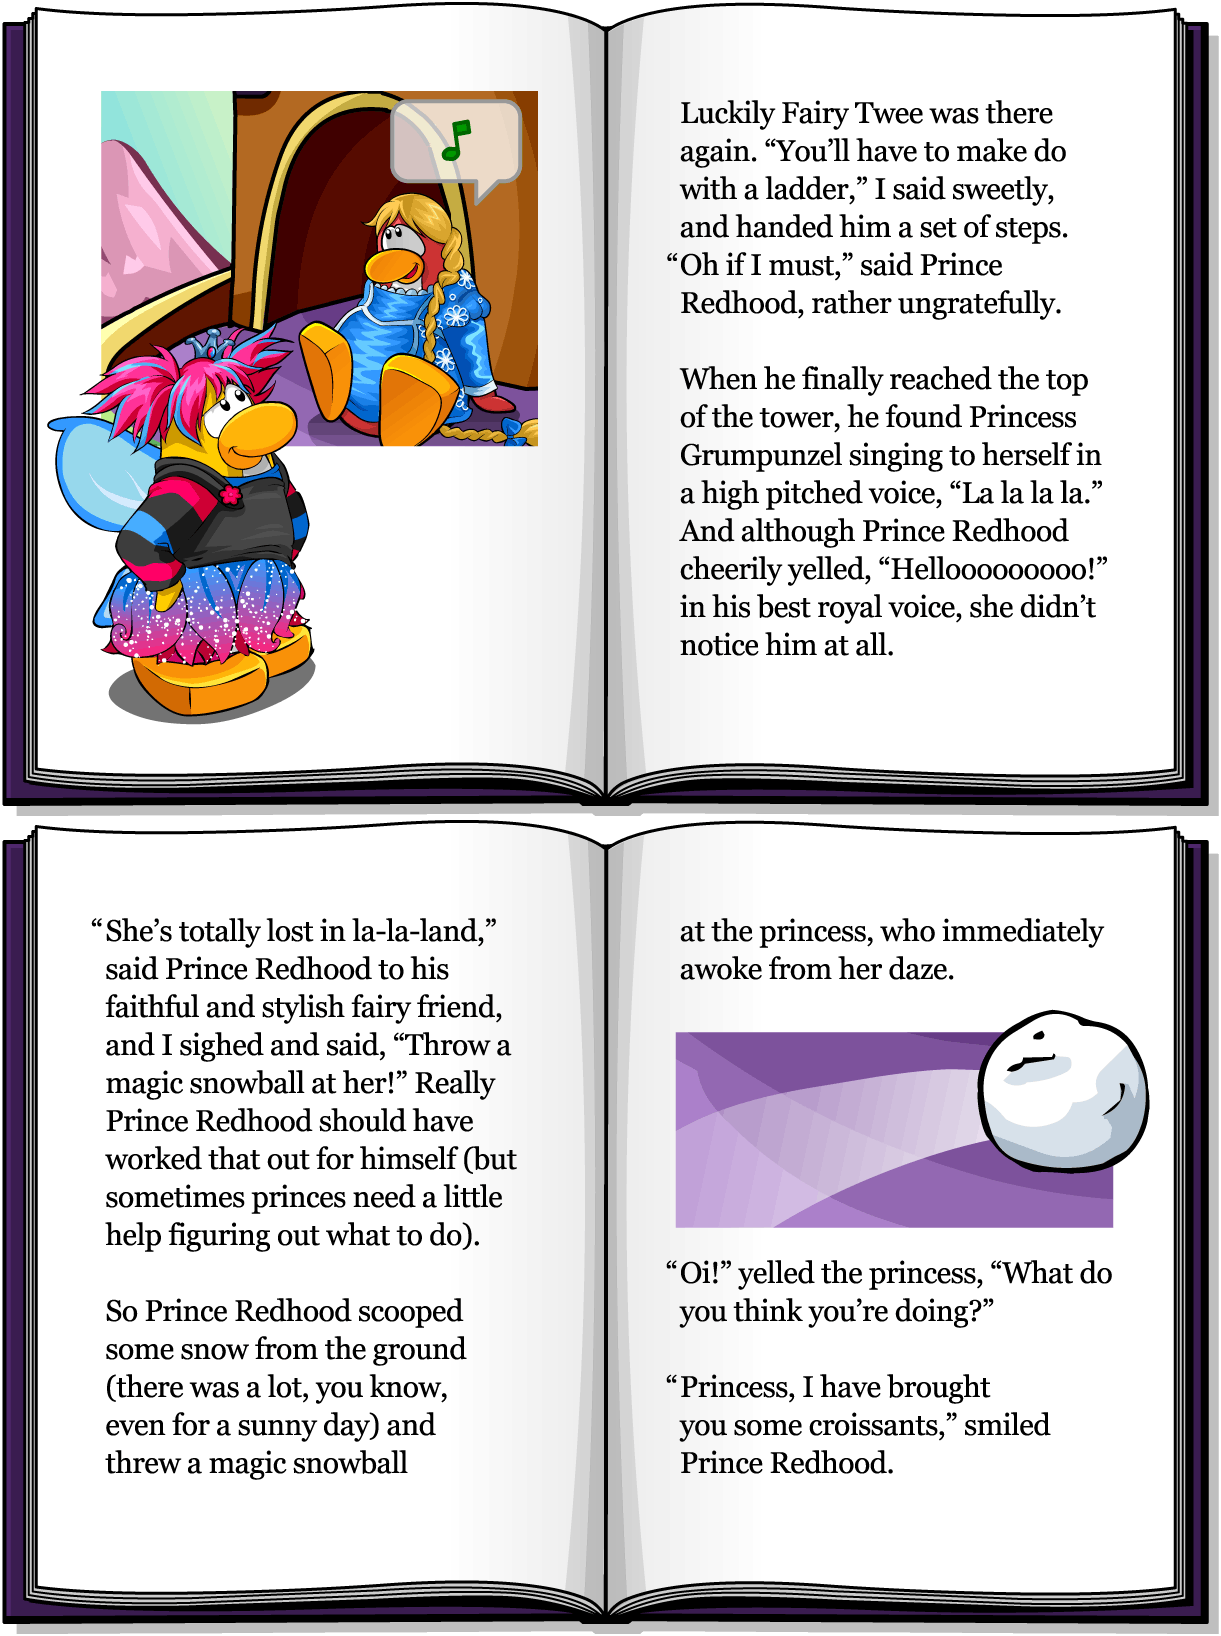 Luckily Fairy Twee was there
again. “You’ll have to make do
with a ladder,” I said sweetly,
and handed him a set of steps.
“Oh if I must,” said Prince
Redhood, rather ungratefully.
When he finally reached the top
of the tower, he found Princess
Grumpunzel singing to herself in
a high pitched voice, “La la la la.”
And although Prince Redhood
cheerily yelled, “Hellooooooooo!”
in his best royal voice, she didn’t
notice him at all.
“She’s totally lost in la-la-land,”
said Prince Redhood to his
faithful and stylish fairy friend,
and I sighed and said, “Throw a
magic snowball at her!” Really
Prince Redhood should have
worked that out for himself (but
sometimes princes need a little
help figuring out what to do).
So Prince Redhood scooped
some snow from the ground
(there was a lot, you know,
even for a sunny day) and
threw a magic snowball
at the princess, who immediately
awoke from her daze.
“Oi!” yelled the princess, “What do
you think you’re doing?”
“Princess, I have brought
you some croissants,” smiled
Prince Redhood.